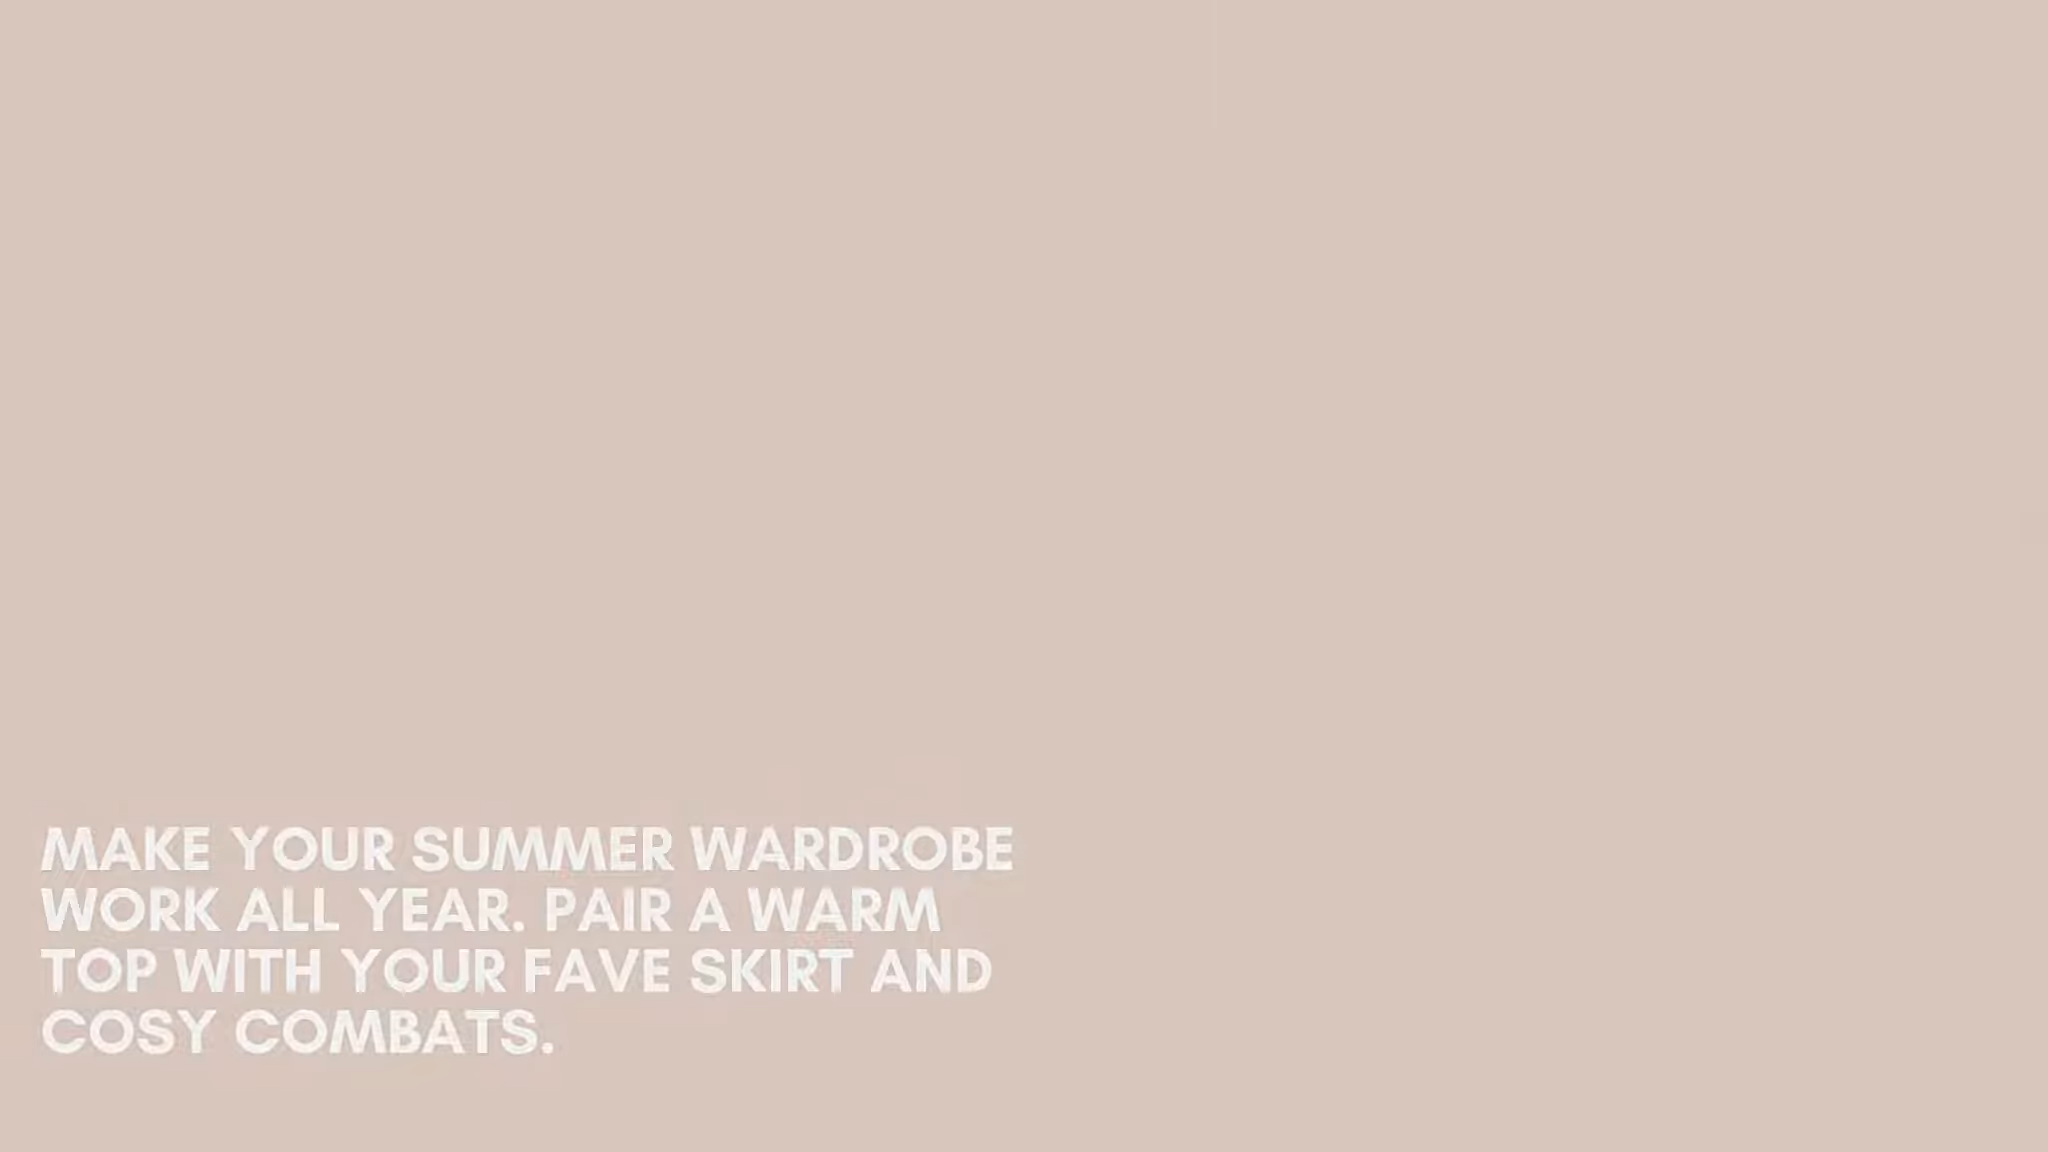 MAKE YOUR SUMMER WARDROBE
WORK ALL YEAR. PAIR A WARM
TOP WITH YOUR FAVE SKIRT AND
COSY COMBATS.